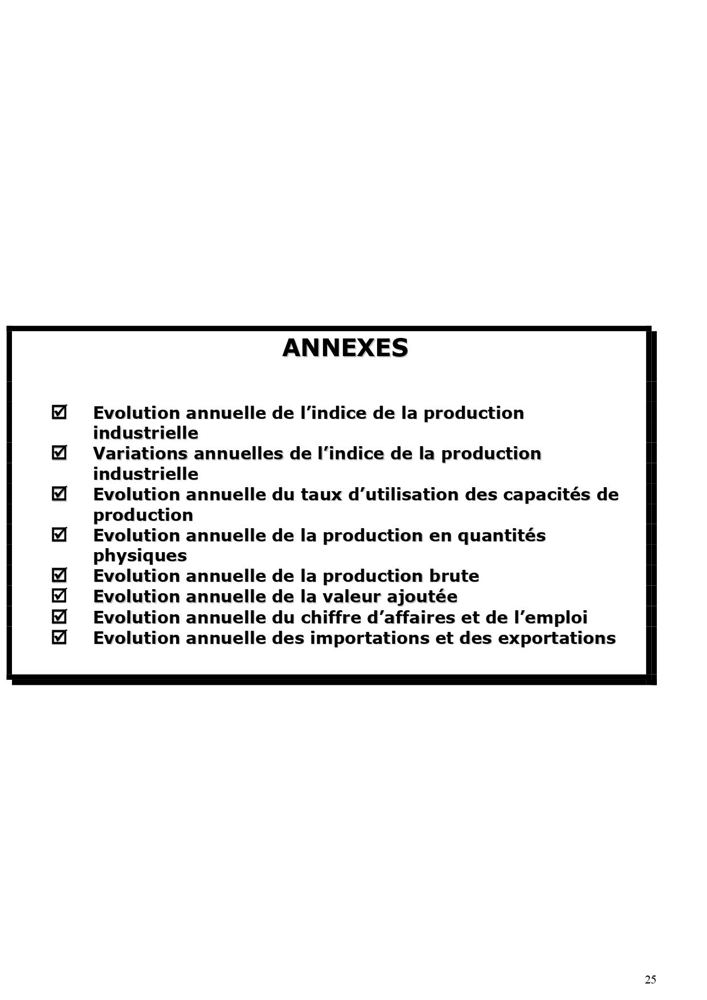 ANNEXES
☑ Evolution annuelle de l’indice de la production
industrielle
☑ Variations annuelles de l’indice de la production
industrielle
☑ Evolution annuelle du taux d’utilisation des capacités de
production
☑ Evolution annuelle de la production en quantités
physiques
☑ Evolution annuelle de la production brute
☑ Evolution annuelle de la valeur ajoutée
☑ Evolution annuelle du chiffre d’affaires et de l’emploi
☑ Evolution annuelle des importations et des exportations
25